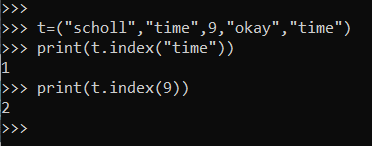 >>>
>>> t=("scholl","time",9,"okay","time")
>>> print(t.index("time"))
1
>>> print(t.index(9))
2
>>>